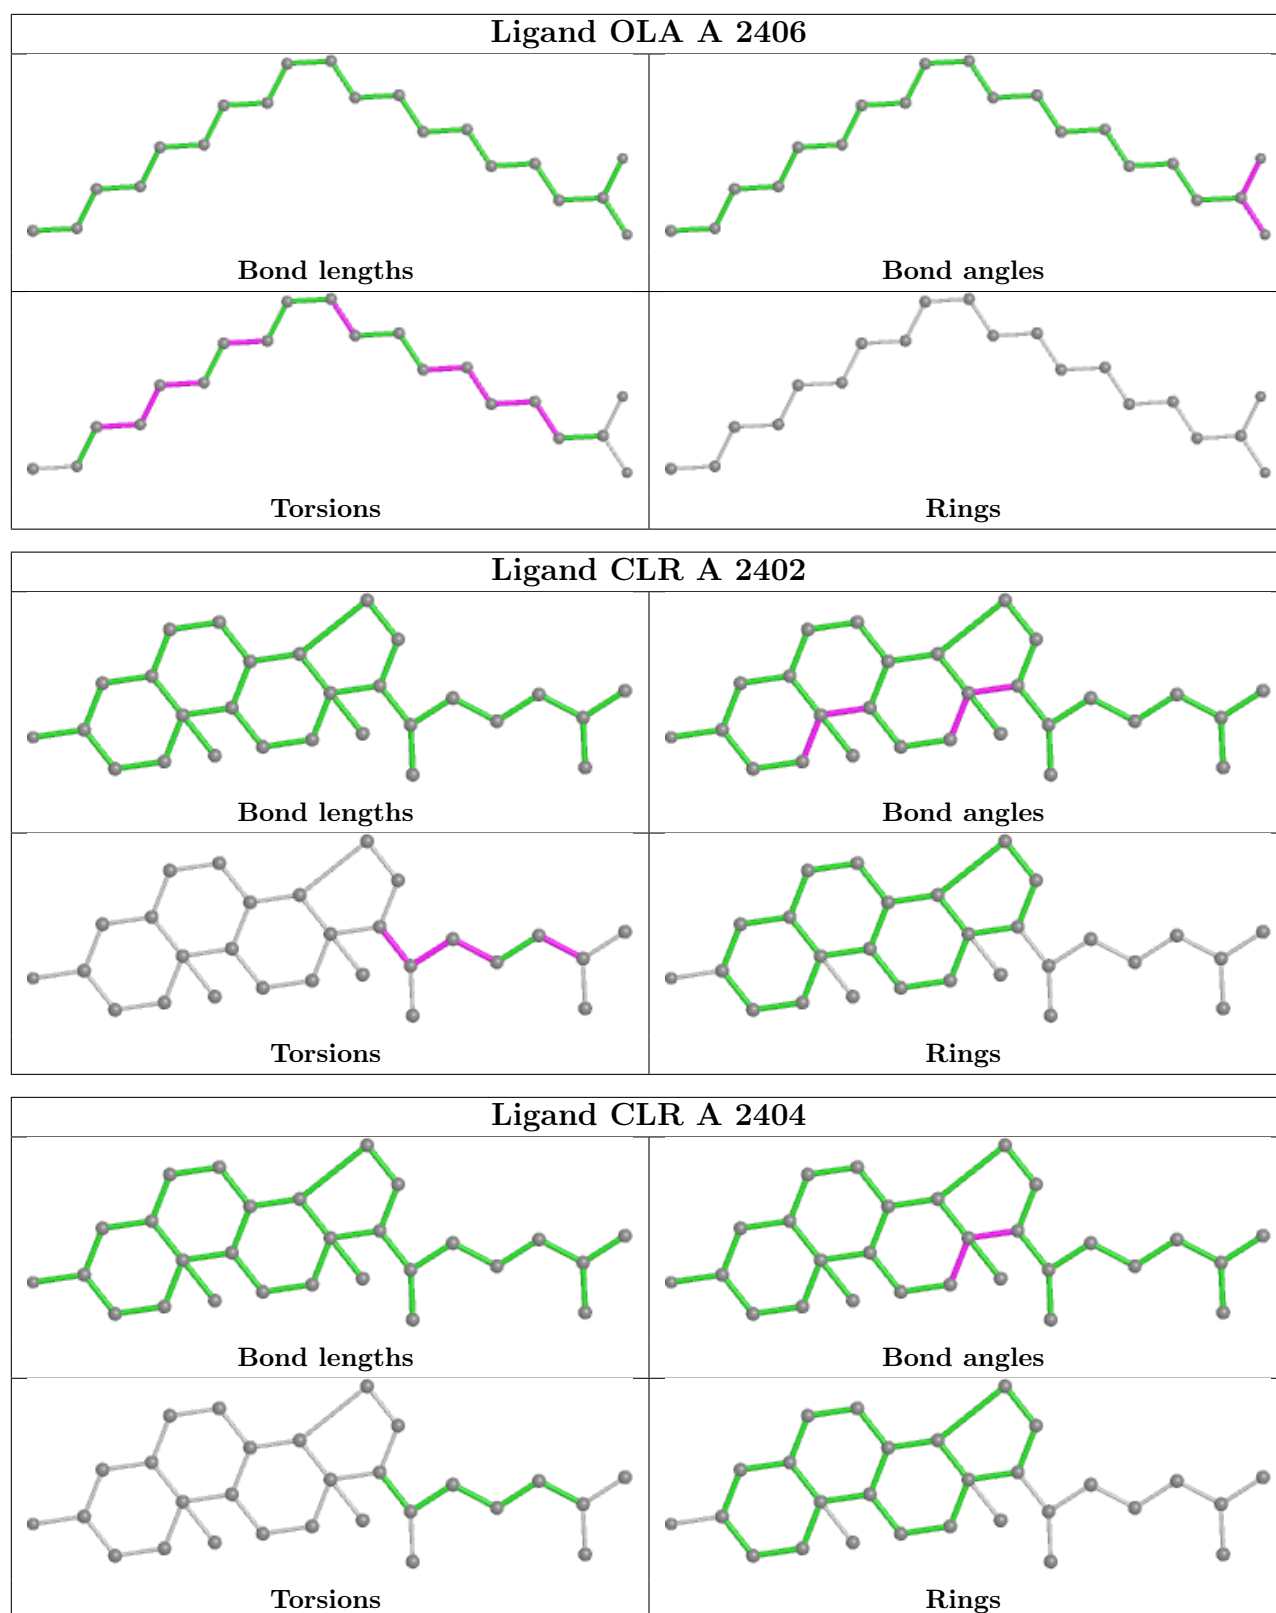 Ligand OLA A 2406
Bond lengths
Bond angles
Torsions
Rings
Ligand CLR A 2402
Bond lengths
Bond angles
Torsions
Rings
Ligand CLR A 2404
Bond lengths
Bond angles
Torsions
Rings